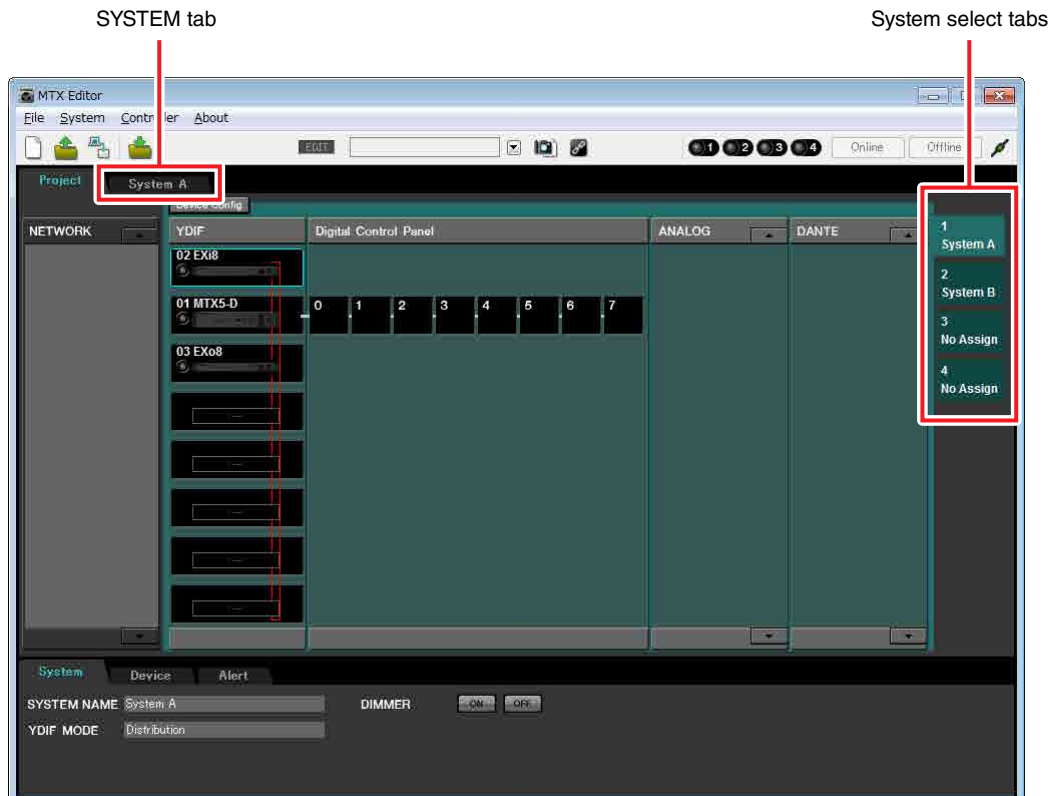 SYSTEM tab
System select tabs
MTX Editor
File System Controller About
EDIT
1 2 3 4 Online Offline
Project System A
Device Config
NETWORK YDIF Digital Control Panel ANALOG DANTE
1
System A
2
System B
3
No Assign
4
No Assign
02 EXi8
01 MTX5-D
0 1 2 3 4 5 6 7
03 EXo8
---
---
---
---
---
System Device Alert
SYSTEM NAME System A DIMMER ON OFF
YDIF MODE Distribution